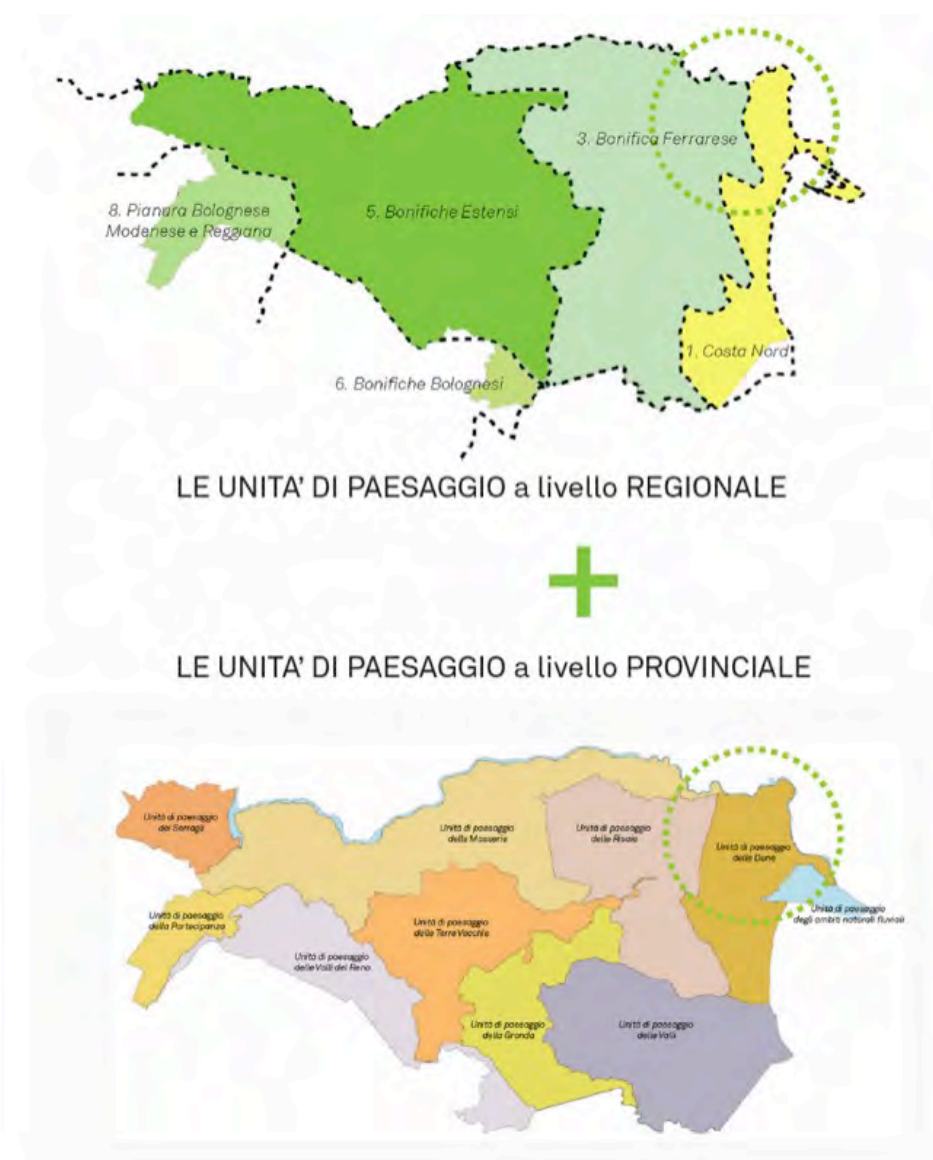 3. Bonifica Ferrarese
8. Pianura Bolognese
Modenese e Reggiana
5. Bonifiche Estensi
1. Costa Nord
6. Bonifiche Bolognesi
LE UNITA' DI PAESAGGIO a livello REGIONALE
+
LE UNITA' DI PAESAGGIO a livello PROVINCIALE
Unità di paesaggio
dei Serragli
Unità di paesaggio
delle Masserie
Unità di paesaggio
delle Risaie
Unità di paesaggio
delle Dune
Unità di paesaggio
della Partecipanza
Unità di paesaggio
delle Terre Vecchie
Unità di paesaggio
degli ambiti naturali fluviali
Unità di paesaggio
delle Valli del Reno
Unità di paesaggio
della Gronda
Unità di paesaggio
delle Valli